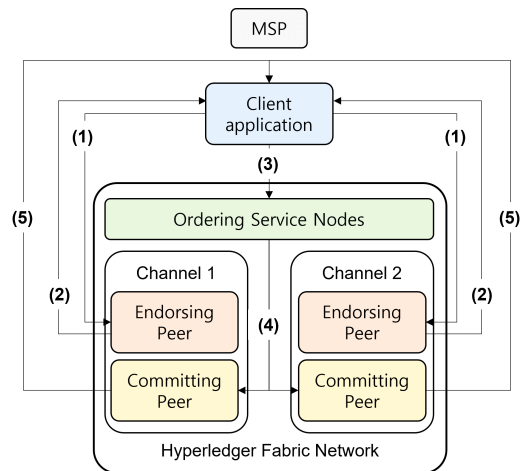 MSP
Client
application
(1)
(1)
(3)
(5)
(5)
Ordering Service Nodes
Channel 1
Channel 2
(2)
(2)
Endorsing
Peer
(4)
Endorsing
Peer
Committing
Peer
Committing
Peer
Hyperledger Fabric Network